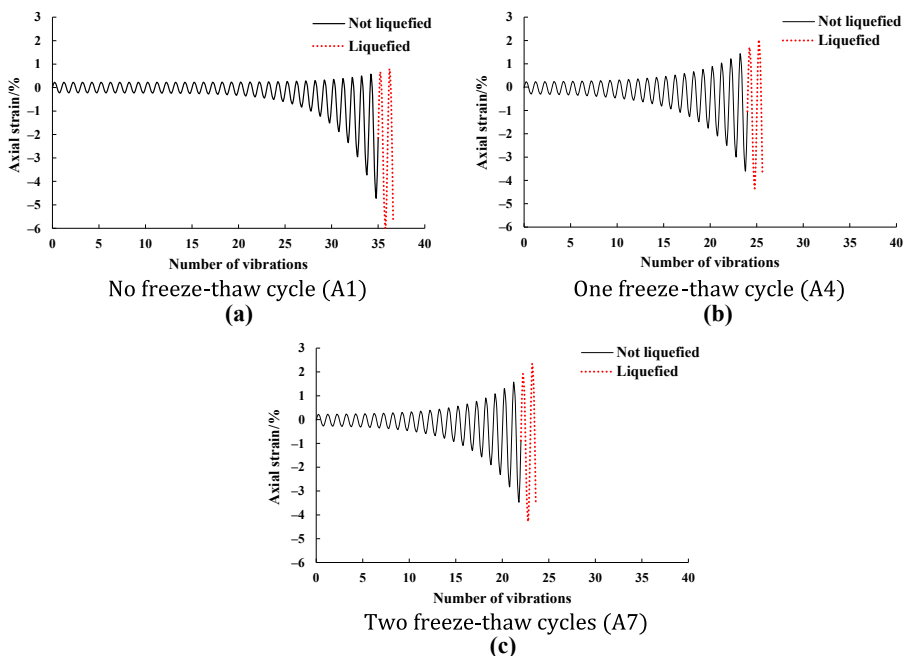 3
2
1
0
–1
–2
–3
–4
–5
–6
Axial strain/%
Not liquefied
Liquefied
0 5 10 15 20 25 30 35 40
Number of vibrations
No freeze-thaw cycle (A1)
(a)
3
2
1
0
–1
–2
–3
–4
–5
–6
Axial strain/%
Not liquefied
Liquefied
0 5 10 15 20 25 30 35 40
Number of vibrations
One freeze-thaw cycle (A4)
(b)
3
2
1
0
–1
–2
–3
–4
–5
–6
Axial strain/%
Not liquefied
Liquefied
0 5 10 15 20 25 30 35 40
Number of vibrations
Two freeze-thaw cycles (A7)
(c)